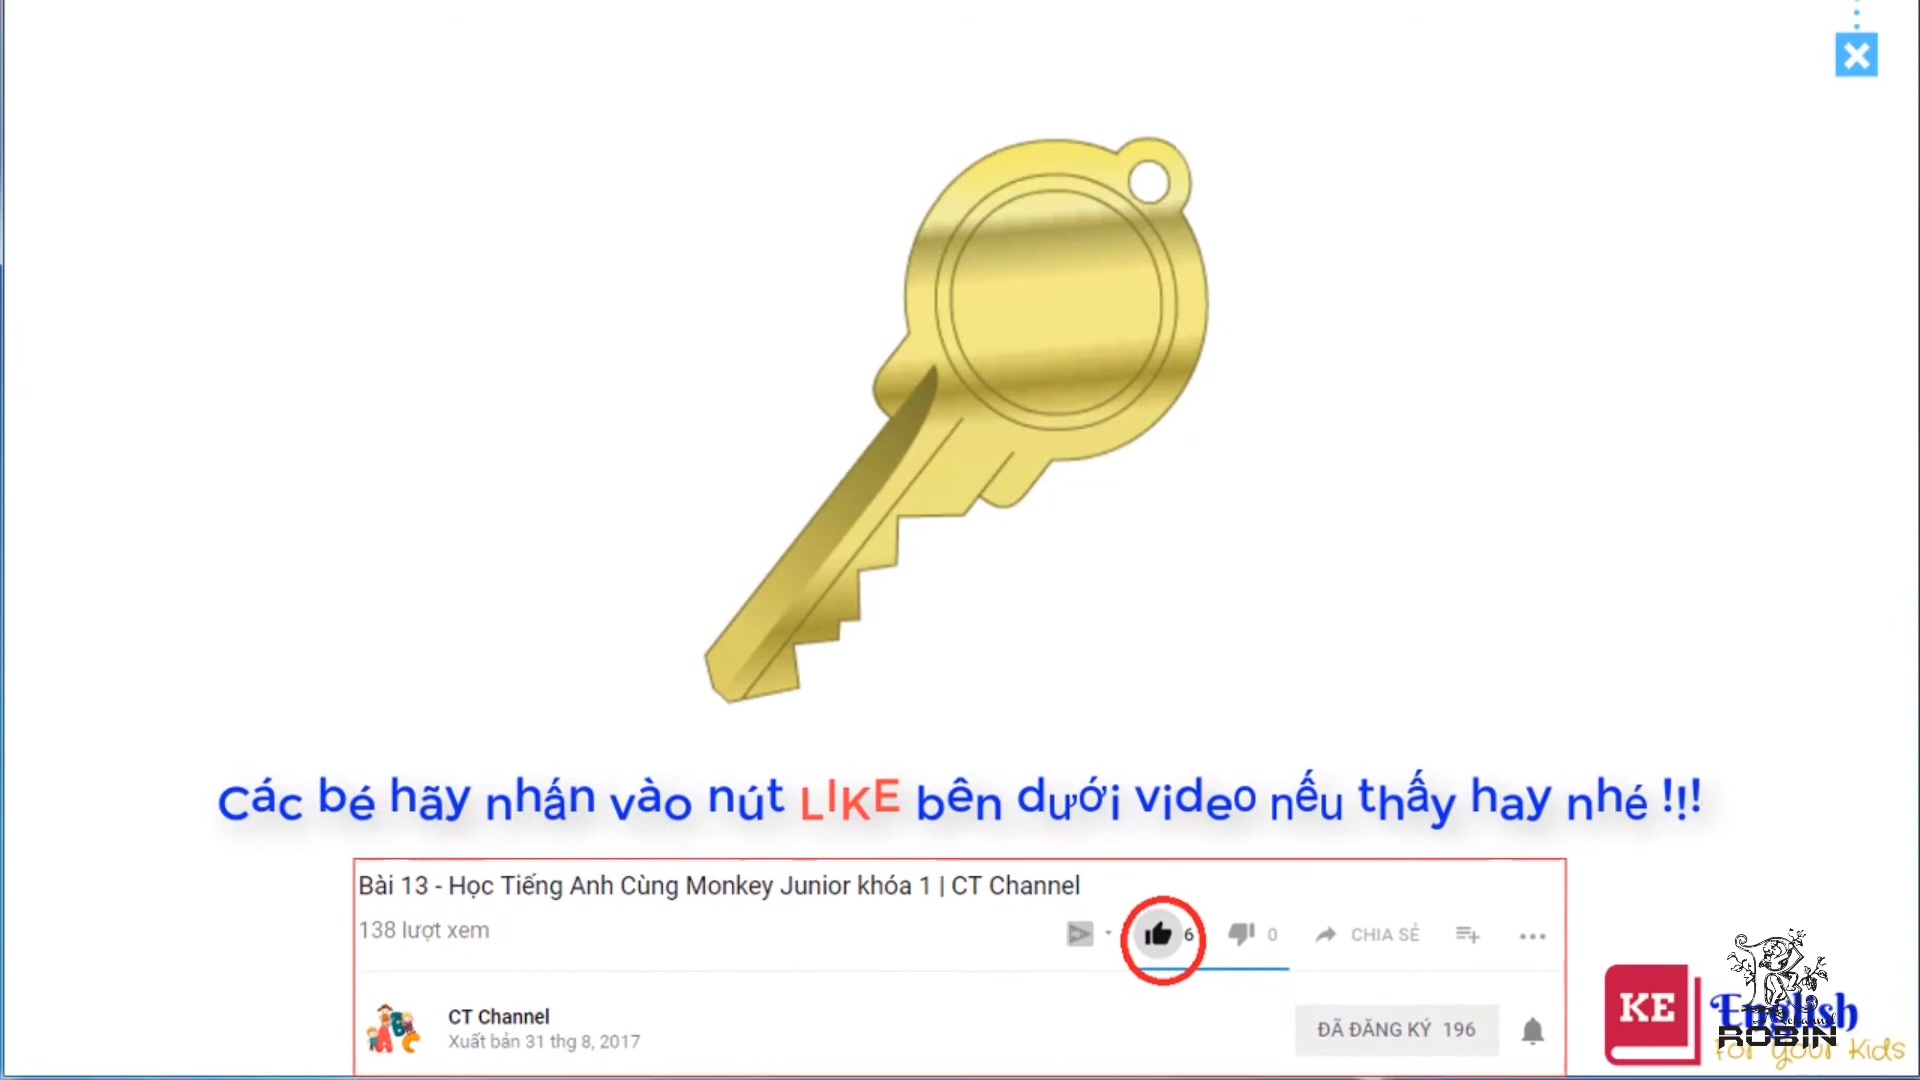 Các bé hãy nhấn vào nút LIKE bên dưới video nếu thấy hay nhé !!!
Bài 13 - Học Tiếng Anh Cùng Monkey Junior khóa 1 | CT Channel
138 lượt xem
6
0
CHIA SẺ
CT Channel
Xuất bản 31 thg 8, 2017
ĐÃ ĐĂNG KÝ 196
KE
English
ROBIN
For your Kids